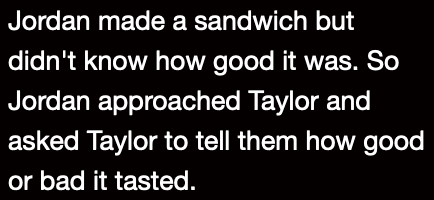 Jordan made a sandwich but
didn't know how good it was. So
Jordan approached Taylor and
asked Taylor to tell them how good
or bad it tasted.